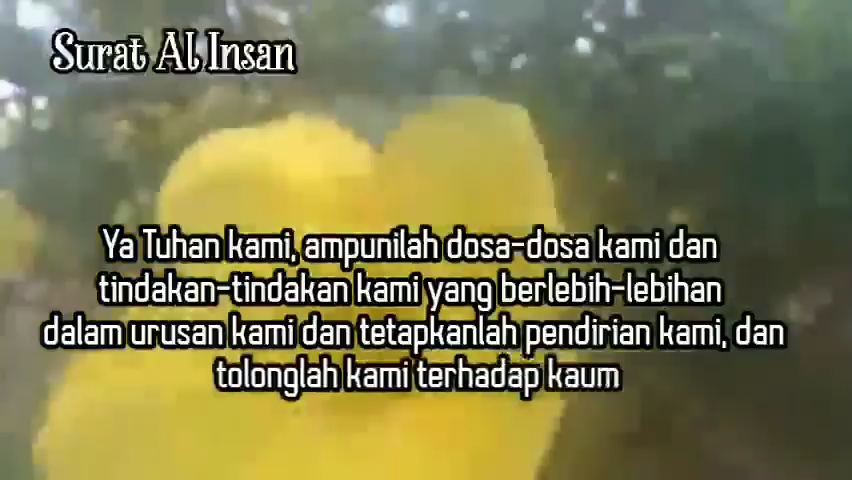 Surat Al Insan
Ya Tuhan kami, ampunilah dosa-dosa kami dan
tindakan-tindakan kami yang berlebih-lebihan
dalam urusan kami dan tetapkanlah pendirian kami, dan
tolonglah kami terhadap kaum